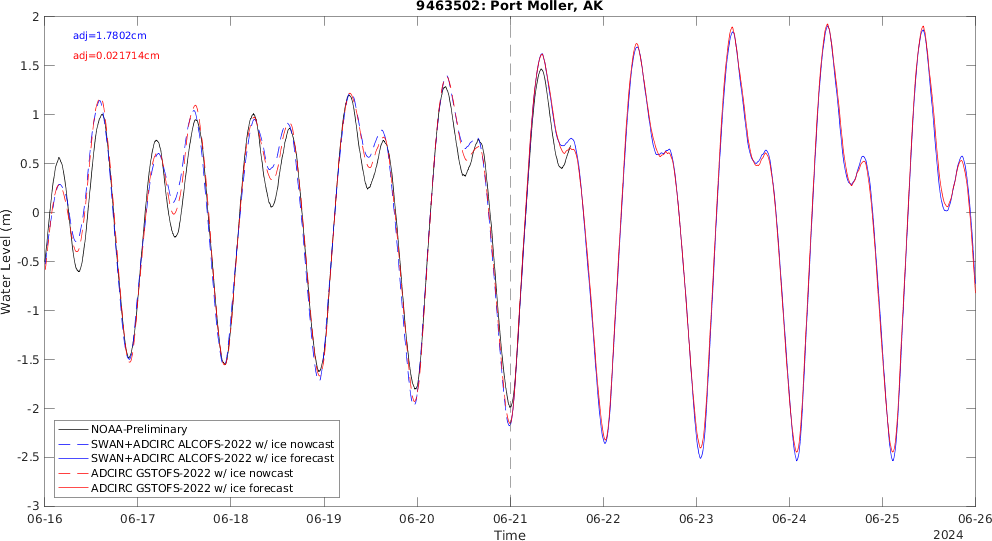 9463502: Port Moller, AK
adj=1.7802cm
adj=0.021714cm
2
1.5
1
0.5
0
-0.5
-1
-1.5
-2
-2.5
-3
Water Level (m)
NOAA-Preliminary
SWAN+ADCIRC ALCOFS-2022 w/ ice nowcast
SWAN+ADCIRC ALCOFS-2022 w/ ice forecast
ADCIRC GSTOFS-2022 w/ ice nowcast
ADCIRC GSTOFS-2022 w/ ice forecast
06-16 06-17 06-18 06-19 06-20 06-21 06-22 06-23 06-24 06-25 06-26
Time
2024